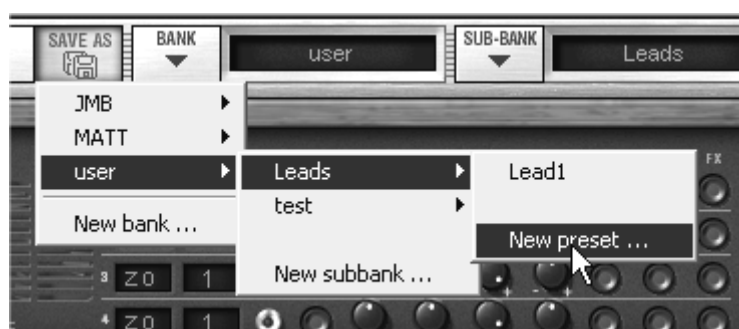 SAVE AS BANK user SUB-BANK Leads
JMB
MATT
user Leads Lead1 FX
test
New bank ... New preset ...
3 Z0 1 New subbank ...
4 Z0 1